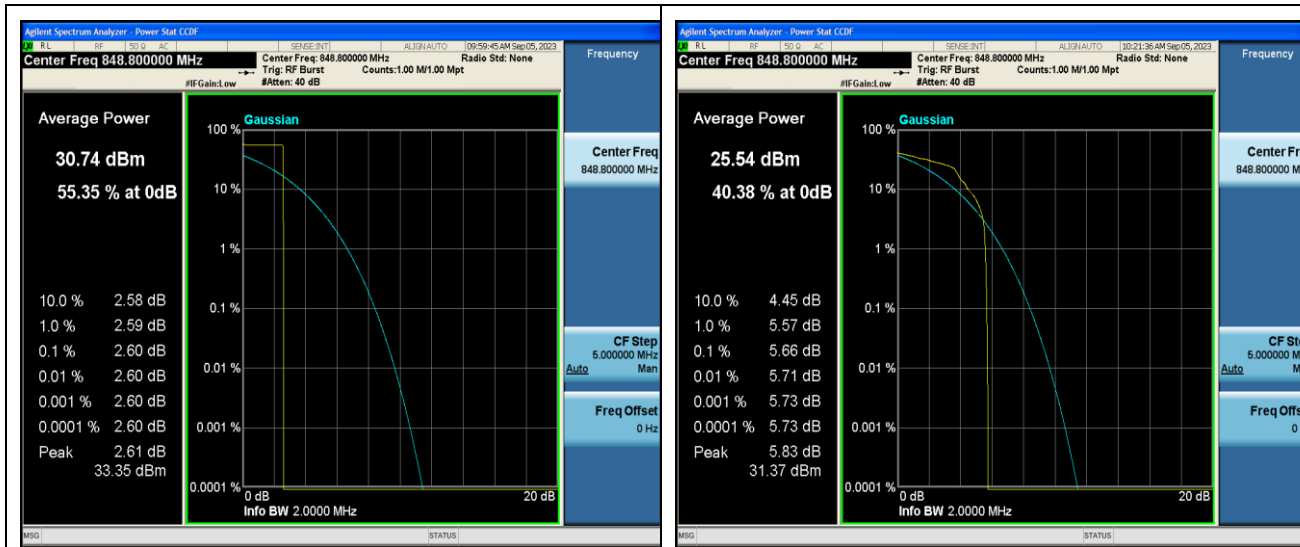 Agilent Spectrum Analyzer - Power Stat CCDF
RL RF 50 Ω AC SENSE:INT ALIGNAUTO 09:59:45 AM Sep 05, 2023
Center Freq 848.800000 MHz
Center Freq: 848.800000 MHz Radio Std: None
Trig: RF Burst Counts:1.00 M/1.00 Mpt
#IFGain:Low #Atten: 40 dB
Frequency
Average Power
30.74 dBm
55.35 % at 0dB
10.0 % 2.58 dB
1.0 % 2.59 dB
0.1 % 2.60 dB
0.01 % 2.60 dB
0.001 % 2.60 dB
0.0001 % 2.60 dB
Peak 2.61 dB
33.35 dBm
Gaussian
100 %
10 %
1 %
0.1 %
0.01 %
0.001 %
0.0001 %
0 dB 20 dB
Info BW 2.0000 MHz
Center Freq
848.800000 MHz
CF Step
5.000000 MHz
Auto Man
Freq Offset
0 Hz
MSG STATUS
Agilent Spectrum Analyzer - Power Stat CCDF
RL RF 50 Ω AC SENSE:INT ALIGNAUTO 10:21:36 AM Sep 05, 2023
Center Freq 848.800000 MHz
Center Freq: 848.800000 MHz Radio Std: None
Trig: RF Burst Counts:1.00 M/1.00 Mpt
#IFGain:Low #Atten: 40 dB
Frequency
Average Power
25.54 dBm
40.38 % at 0dB
10.0 % 4.45 dB
1.0 % 5.57 dB
0.1 % 5.66 dB
0.01 % 5.71 dB
0.001 % 5.73 dB
0.0001 % 5.73 dB
Peak 5.83 dB
31.37 dBm
Gaussian
100 %
10 %
1 %
0.1 %
0.01 %
0.001 %
0.0001 %
0 dB 20 dB
Info BW 2.0000 MHz
Center Fr
848.800000 M
CF St
5.000000 M
Auto M
Freq Offs
0
MSG STATUS